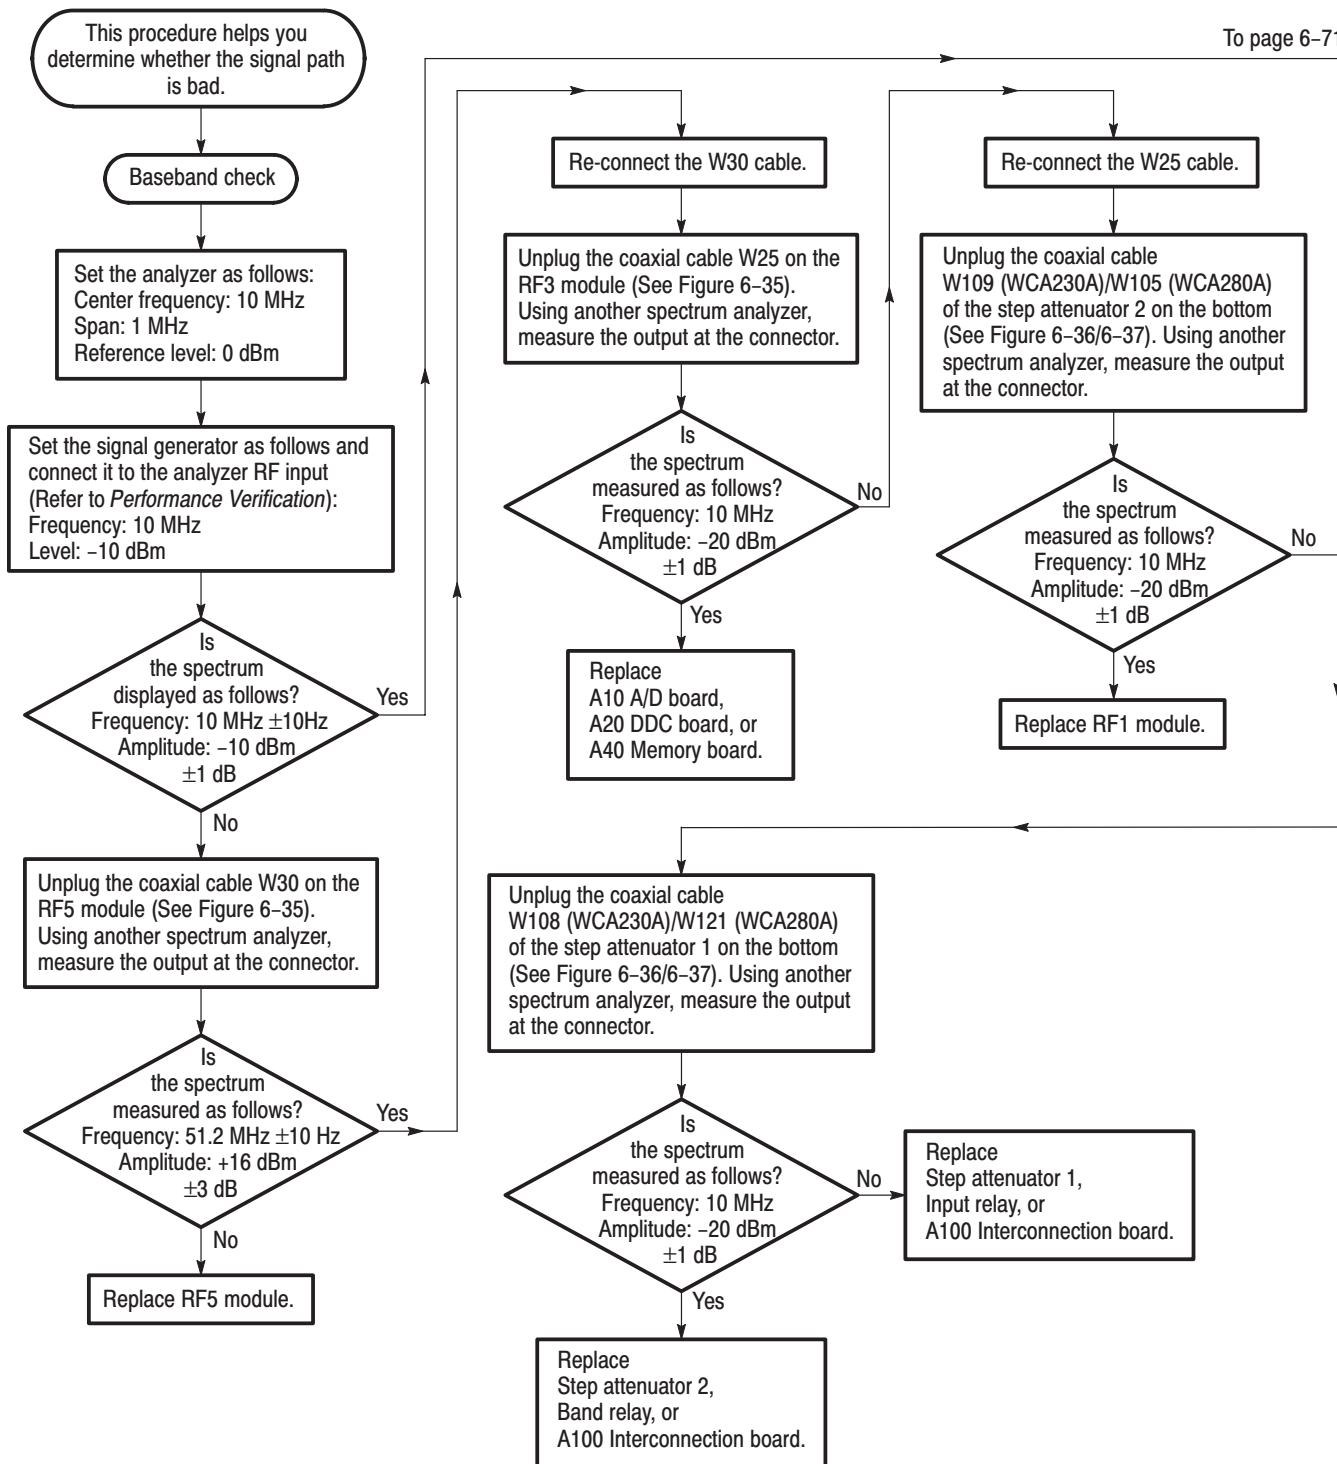 This procedure helps you
determine whether the signal path
is bad.
Baseband check
Set the analyzer as follows:
Center frequency: 10 MHz
Span: 1 MHz
Reference level: 0 dBm
Set the signal generator as follows and
connect it to the analyzer RF input
(Refer to Performance Verification):
Frequency: 10 MHz
Level: –10 dBm
Is
the spectrum
displayed as follows?
Frequency: 10 MHz ±10Hz
Amplitude: –10 dBm
±1 dB
Yes
No
Unplug the coaxial cable W30 on the
RF5 module (See Figure 6–35).
Using another spectrum analyzer,
measure the output at the connector.
Is
the spectrum
measured as follows?
Frequency: 51.2 MHz ±10 Hz
Amplitude: +16 dBm
±3 dB
Yes
No
Replace RF5 module.
To page 6–71
Re-connect the W30 cable.
Unplug the coaxial cable W25 on the
RF3 module (See Figure 6–35).
Using another spectrum analyzer,
measure the output at the connector.
Is
the spectrum
measured as follows?
Frequency: 10 MHz
Amplitude: –20 dBm
±1 dB
No
Yes
Replace
A10 A/D board,
A20 DDC board, or
A40 Memory board.
Re-connect the W25 cable.
Unplug the coaxial cable
W109 (WCA230A)/W105 (WCA280A)
of the step attenuator 2 on the bottom
(See Figure 6–36/6–37). Using another
spectrum analyzer, measure the output
at the connector.
Is
the spectrum
measured as follows?
Frequency: 10 MHz
Amplitude: –20 dBm
±1 dB
No
Yes
Replace RF1 module.
Unplug the coaxial cable
W108 (WCA230A)/W121 (WCA280A)
of the step attenuator 1 on the bottom
(See Figure 6–36/6–37). Using another
spectrum analyzer, measure the output
at the connector.
Is
the spectrum
measured as follows?
Frequency: 10 MHz
Amplitude: –20 dBm
±1 dB
No
Yes
Replace
Step attenuator 1,
Input relay, or
A100 Interconnection board.
Replace
Step attenuator 2,
Band relay, or
A100 Interconnection board.